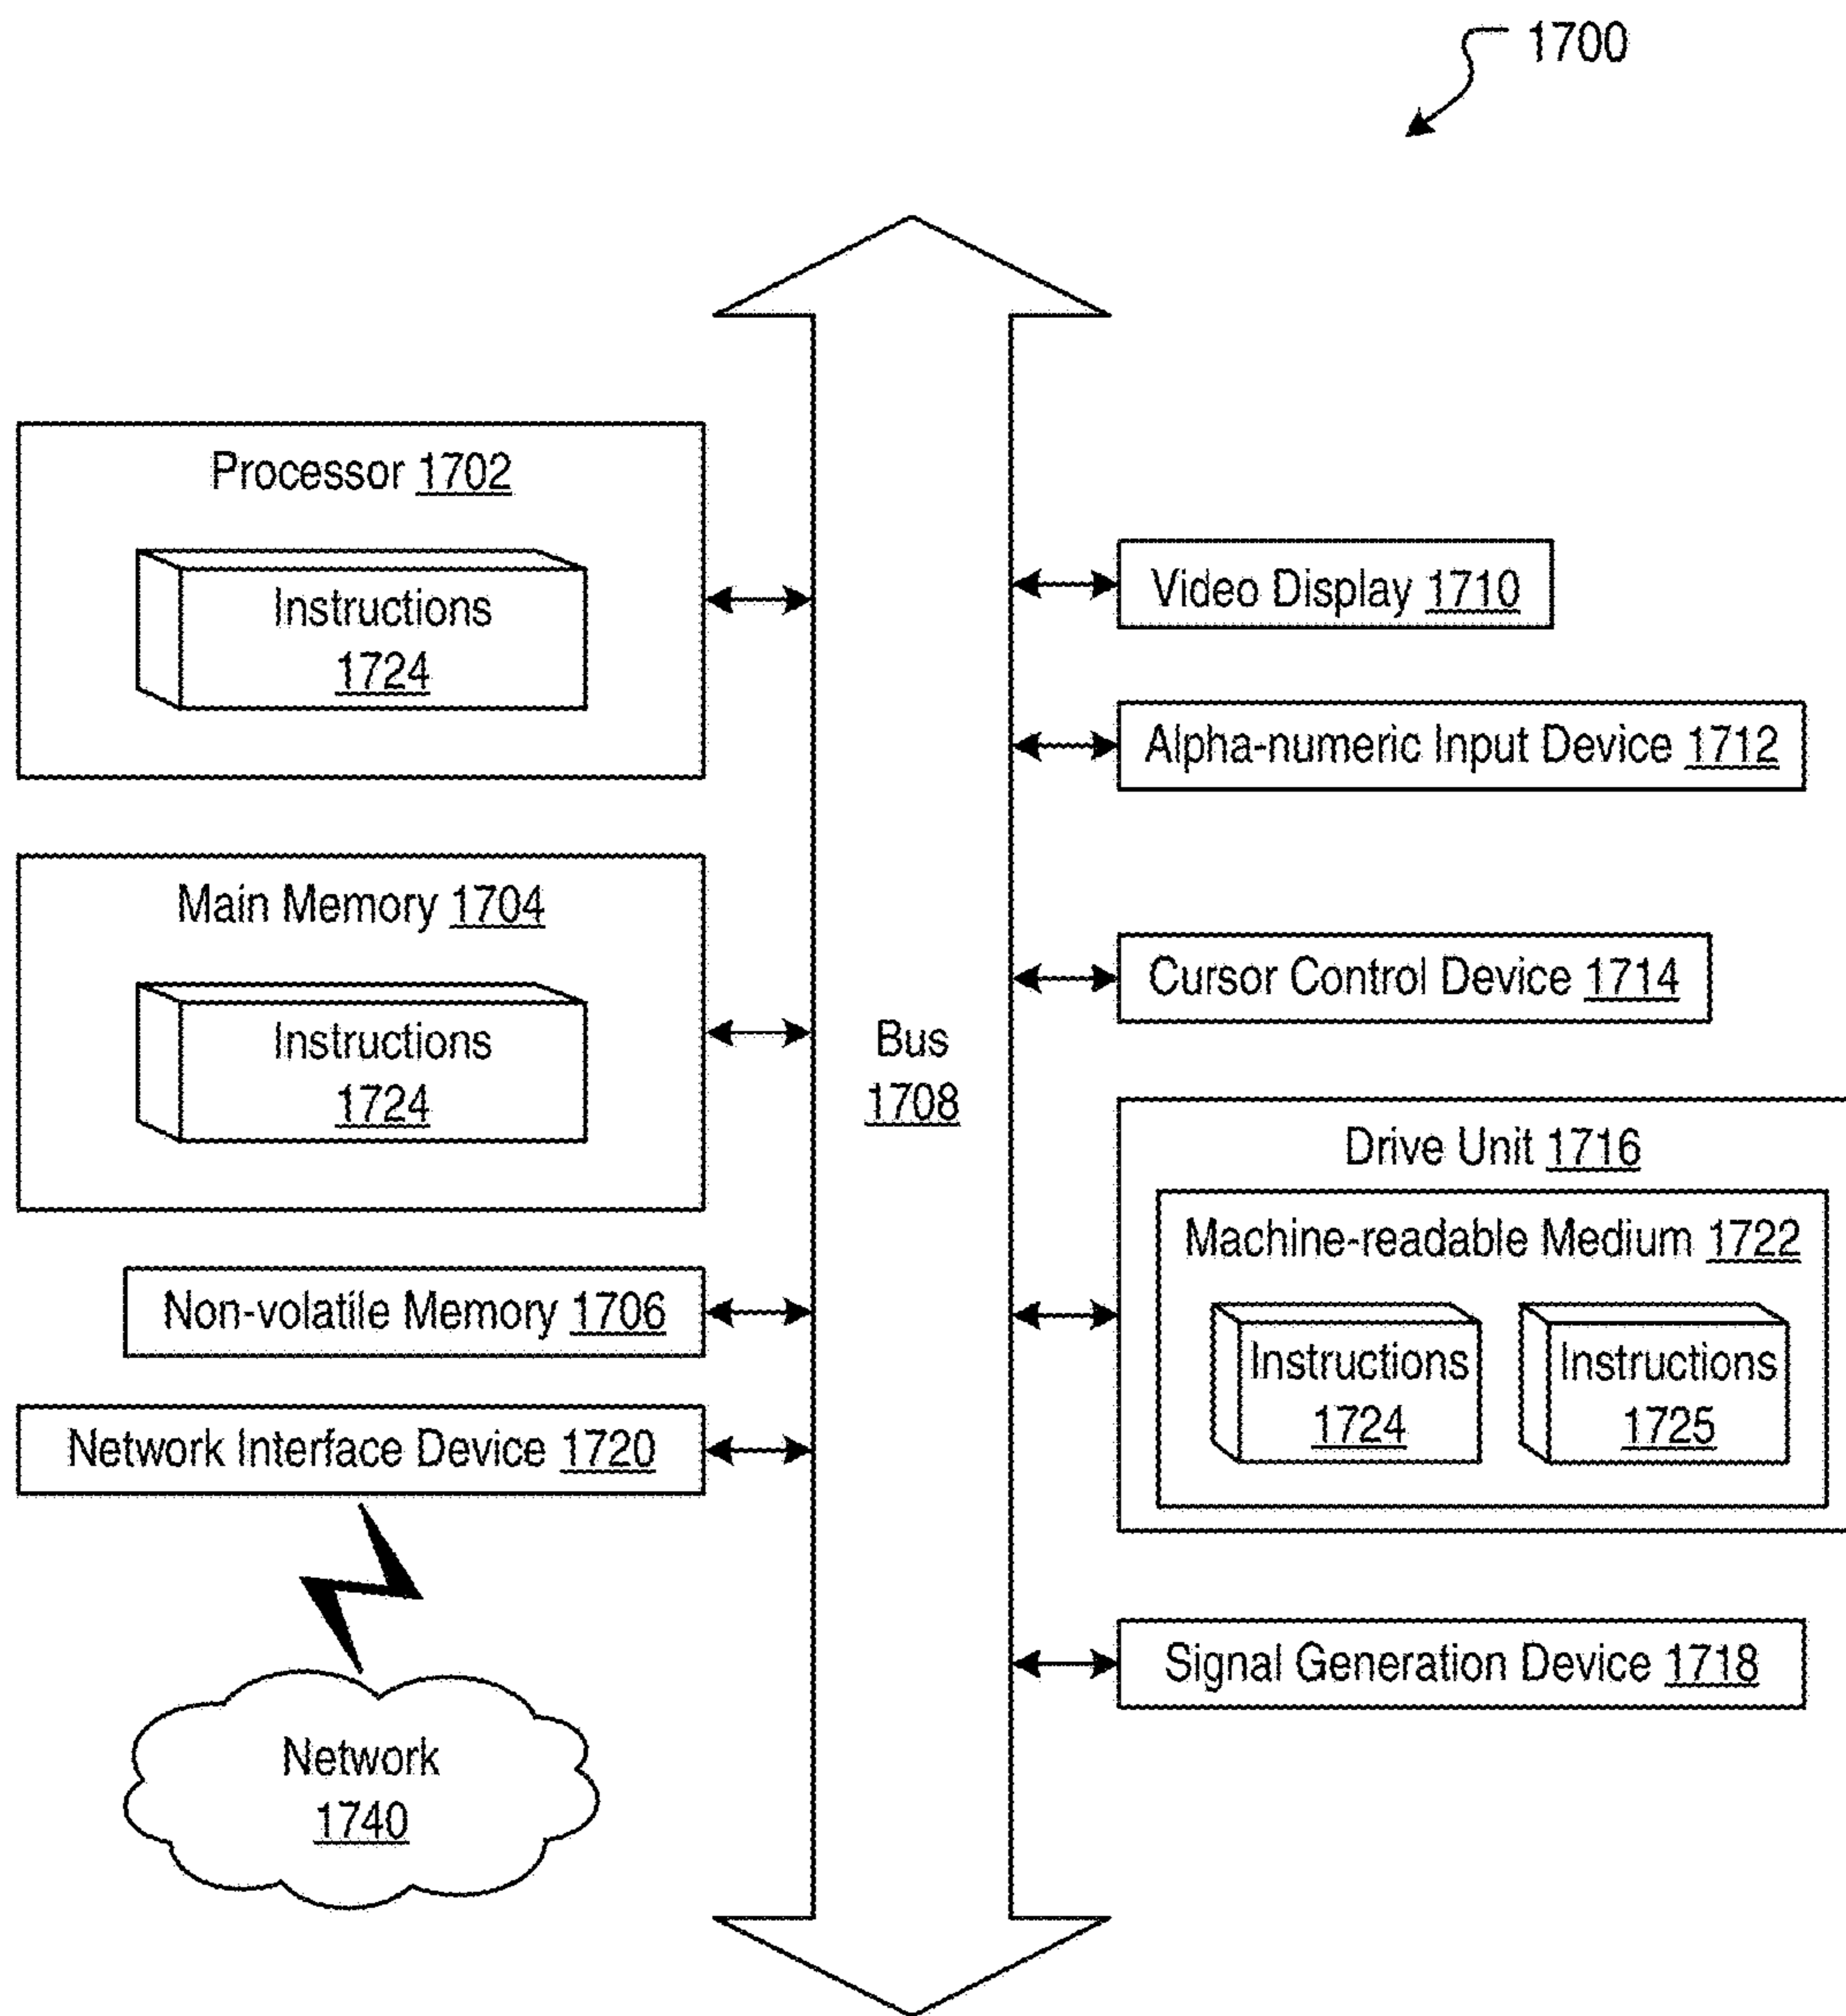 1700
Processor 1702
Instructions
1724
Main Memory 1704
Instructions
1724
Non-volatile Memory 1706
Network Interface Device 1720
Network
1740
Bus
1708
Video Display 1710
Alpha-numeric Input Device 1712
Cursor Control Device 1714
Drive Unit 1716
Machine-readable Medium 1722
Instructions
1724
Instructions
1725
Signal Generation Device 1718